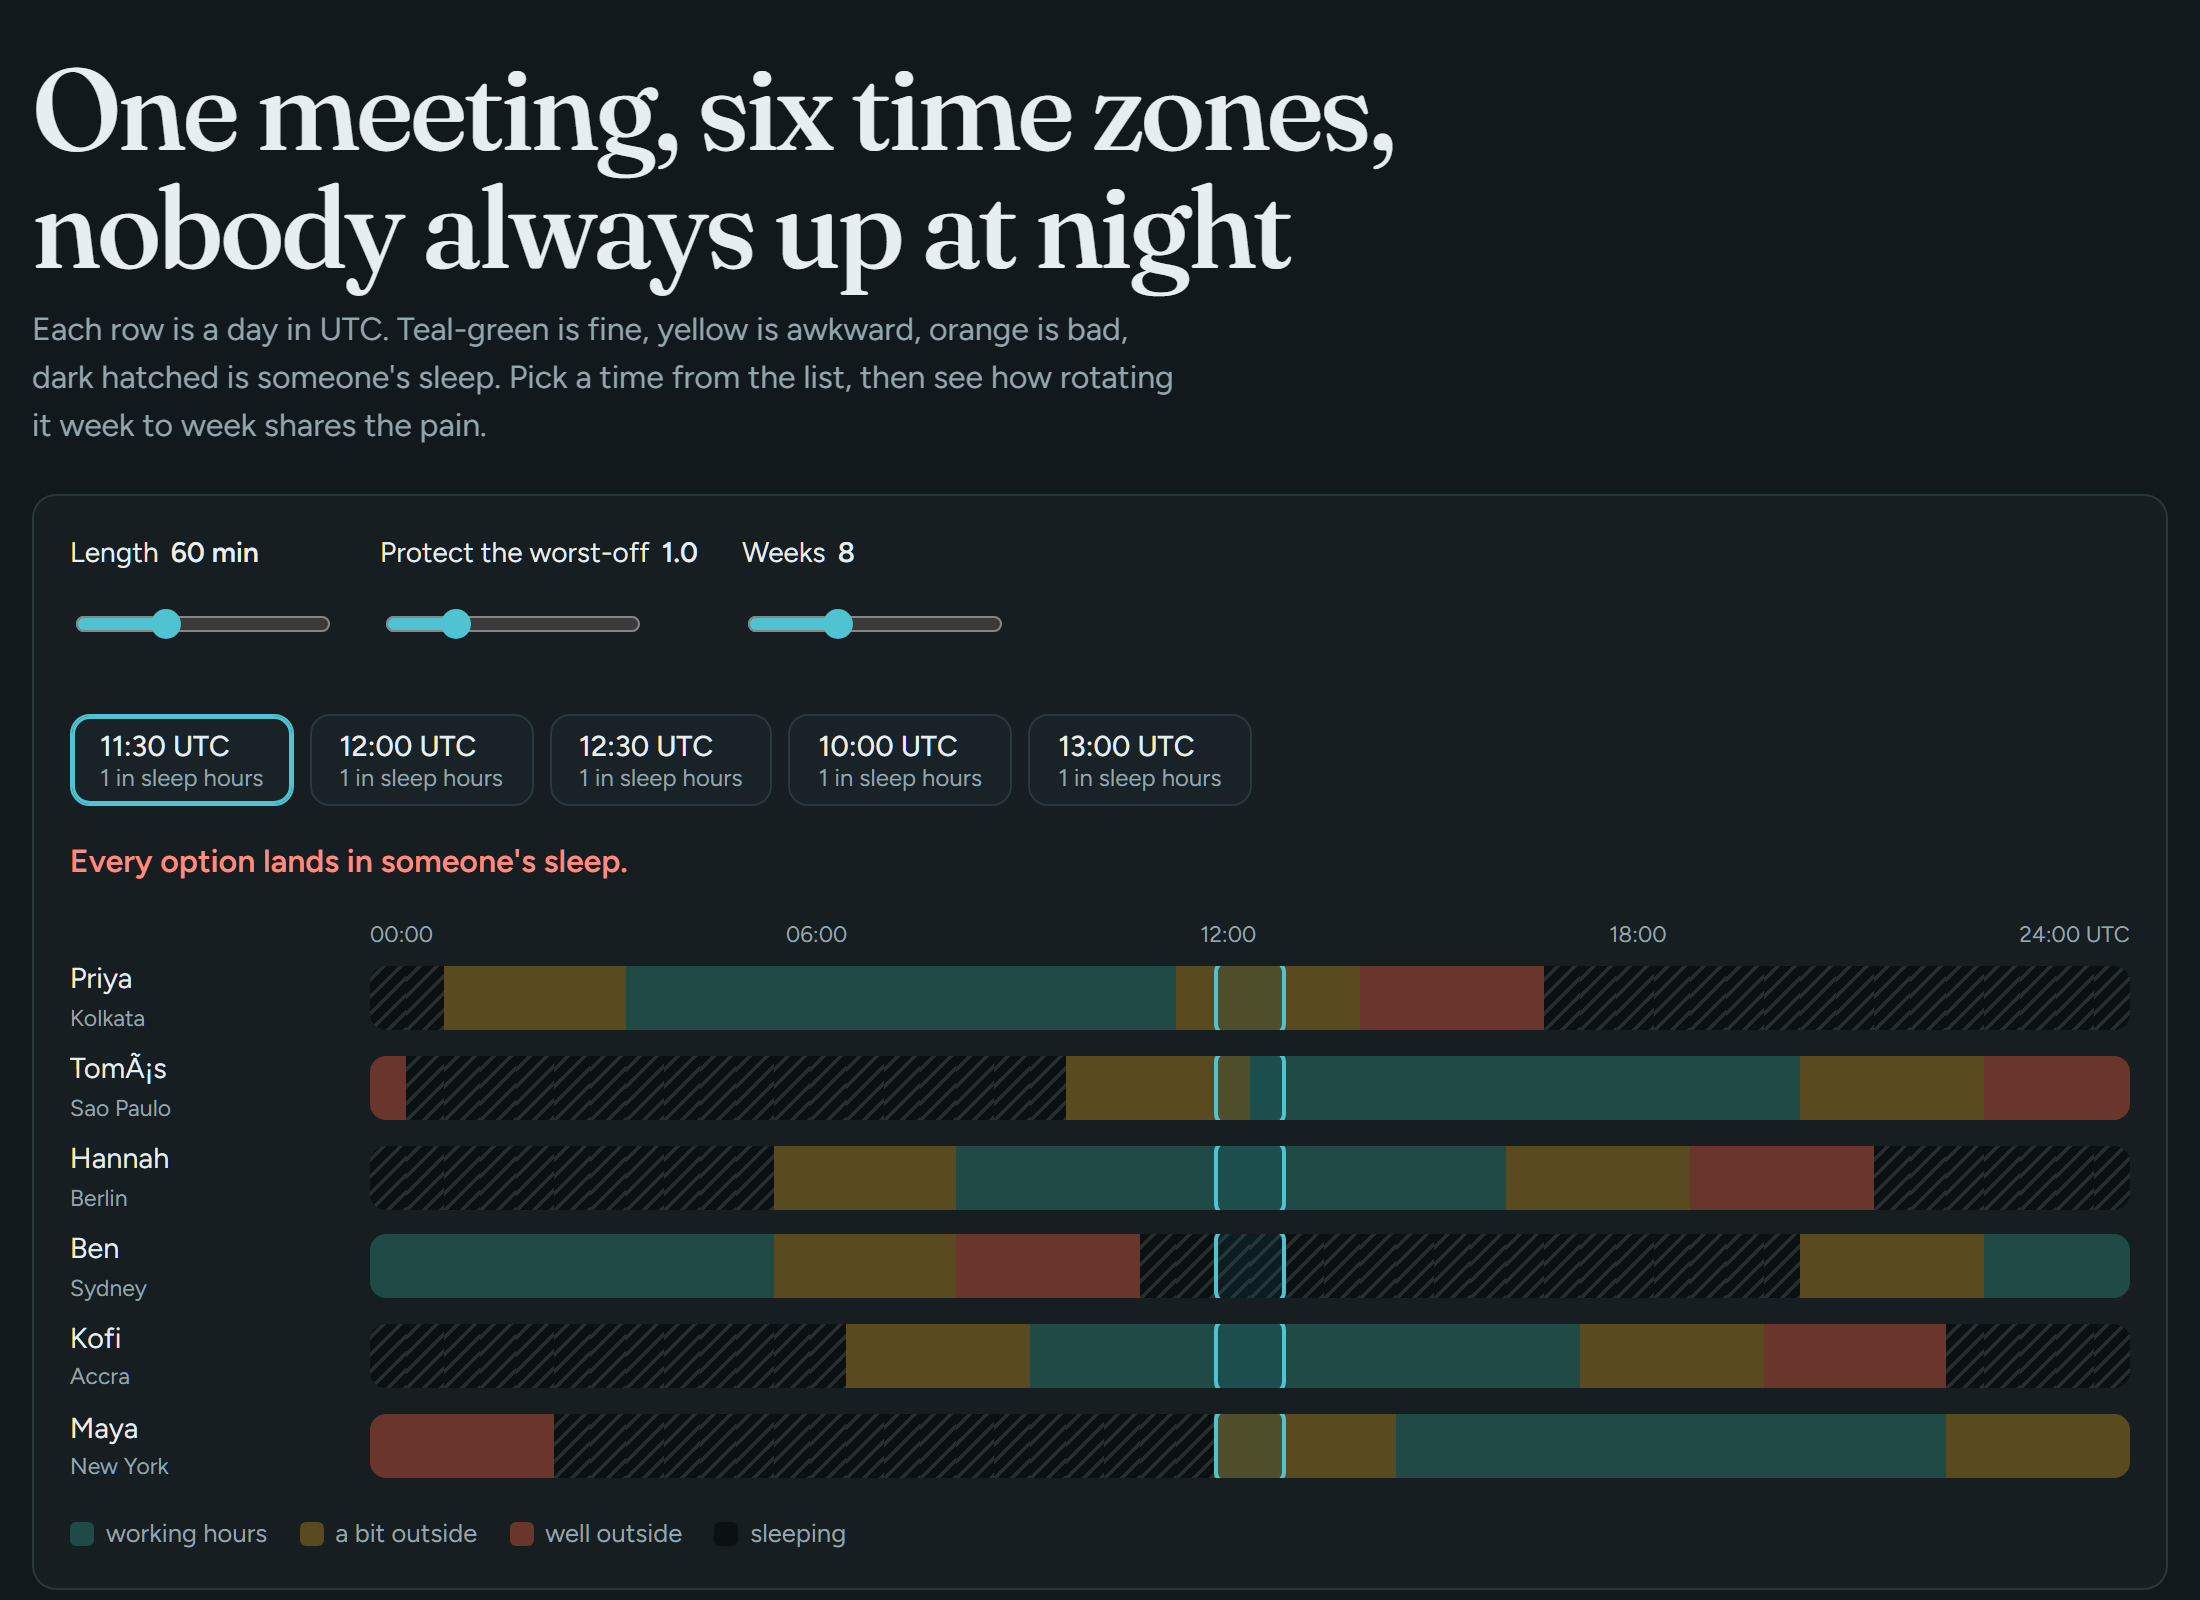 One meeting, six time zones,
nobody always up at night
Each row is a day in UTC. Teal-green is fine, yellow is awkward, orange is bad,
dark hatched is someone's sleep. Pick a time from the list, then see how rotating
it week to week shares the pain.
Length 60 min
Protect the worst-off 1.0
Weeks 8
11:30 UTC
1 in sleep hours
12:00 UTC
1 in sleep hours
12:30 UTC
1 in sleep hours
10:00 UTC
1 in sleep hours
13:00 UTC
1 in sleep hours
Every option lands in someone's sleep.
00:00 06:00 12:00 18:00 24:00 UTC
Priya
Kolkata
TomÃ¡s
Sao Paulo
Hannah
Berlin
Ben
Sydney
Kofi
Accra
Maya
New York
working hours a bit outside well outside sleeping